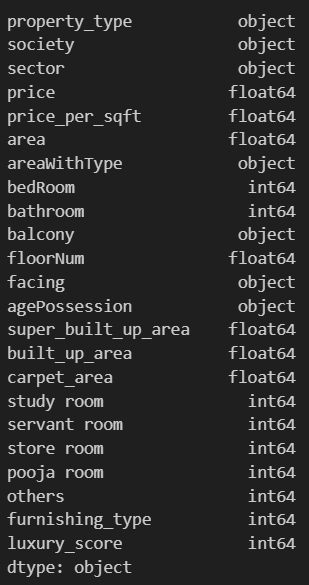 property_type object
society object
sector object
price float64
price_per_sqft float64
area float64
areaWithType object
bedRoom int64
bathroom int64
balcony object
floorNum float64
facing object
agePossession object
super_built_up_area float64
built_up_area float64
carpet_area float64
study room int64
servant room int64
store room int64
pooja room int64
others int64
furnishing_type int64
luxury_score int64
dtype: object